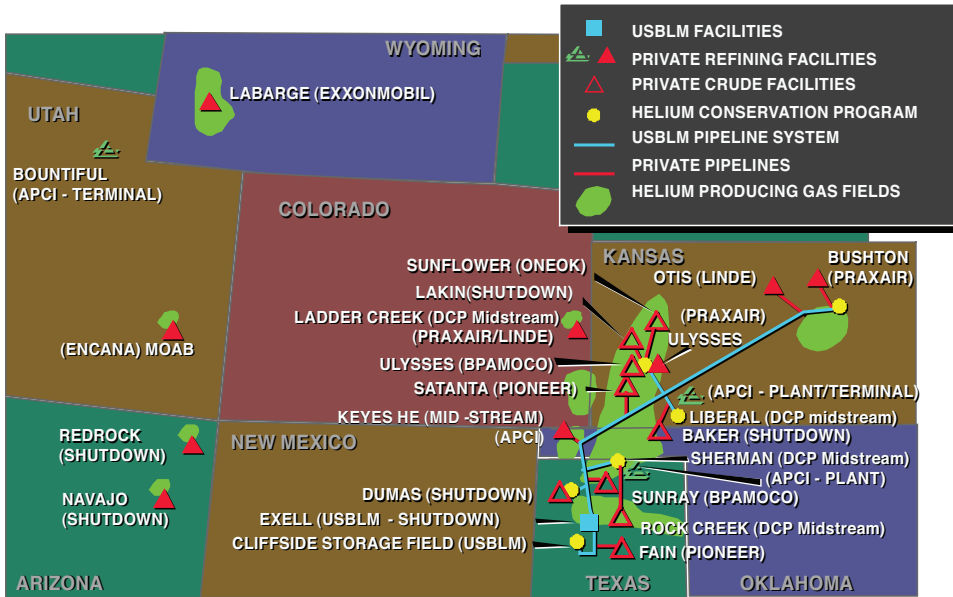 WYOMING
LABARGE (EXXONMOBIL)
UTAH
BOUNTIFUL
(APCI - TERMINAL)
COLORADO
USBLM FACILITIES
PRIVATE REFINING FACILITIES
PRIVATE CRUDE FACILITIES
HELIUM CONSERVATION PROGRAM
USBLM PIPELINE SYSTEM
PRIVATE PIPELINES
HELIUM PRODUCING GAS FIELDS
KANSAS
SUNFLOWER (ONEOK)
LAKIN(SHUTDOWN)
LADDER CREEK (DCP Midstream)
(PRAXAIR/LINDE)
ULYSSES (BPAMOCO)
SATANTA (PIONEER)
KEYES HE (MID -STREAM)
(APCI)
OTIS (LINDE)
BUSHTON
(PRAXAIR)
(PRAXAIR)
ULYSSES
(APCI - PLANT/TERMINAL)
LIBERAL (DCP midstream)
BAKER (SHUTDOWN)
SHERMAN (DCP Midstream)
(APCI - PLANT)
SUNRAY (BPAMOCO)
ROCK CREEK (DCP Midstream)
FAIN (PIONEER)
(ENCANA) MOAB
REDROCK
(SHUTDOWN)
NAVAJO
(SHUTDOWN)
ARIZONA
NEW MEXICO
DUMAS (SHUTDOWN)
EXELL (USBLM - SHUTDOWN)
CLIFFSIDE STORAGE FIELD (USBLM)
TEXAS
OKLAHOMA